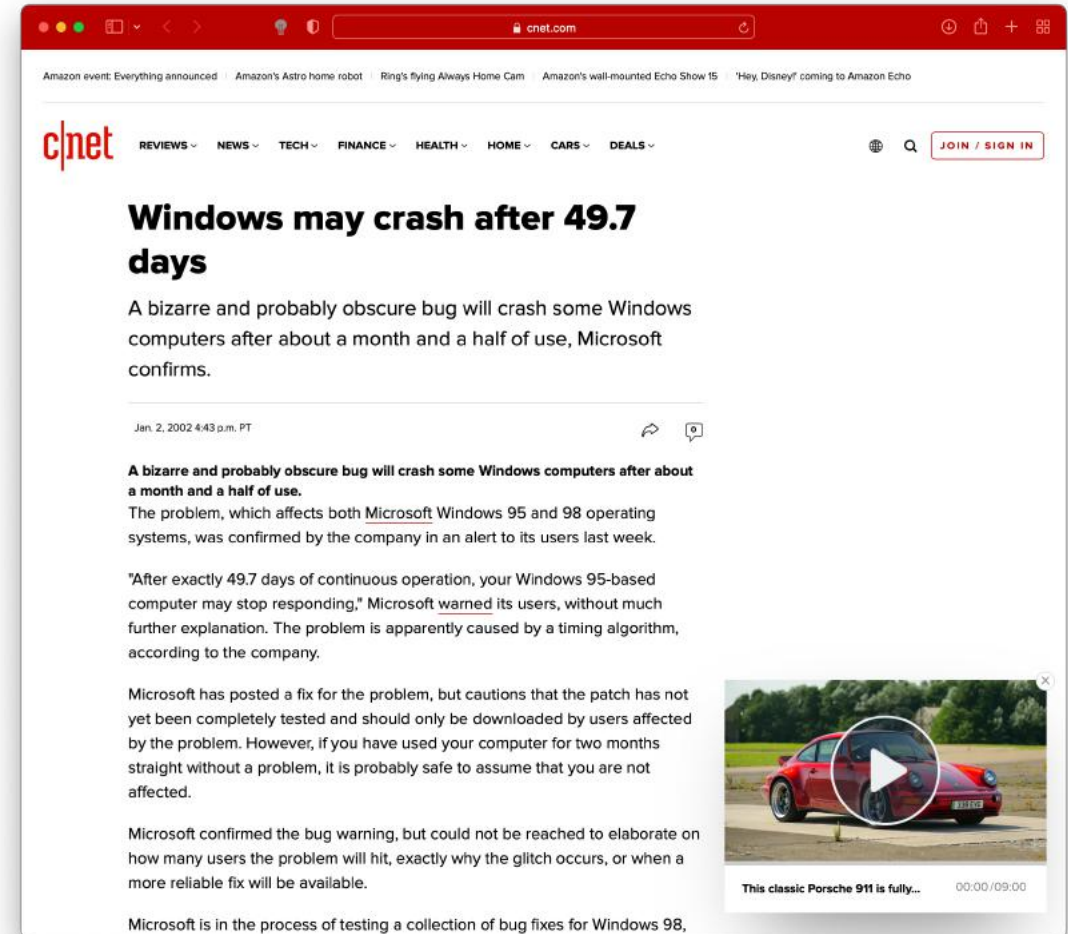 cnet.com
Amazon event: Everything announced
Amazon's Astro home robot
Ring's flying Always Home Cam
Amazon's wall-mounted Echo Show 15
'Hey, Disney!' coming to Amazon Echo
c|net
REVIEWS
NEWS
TECH
FINANCE
HEALTH
HOME
CARS
DEALS
JOIN / SIGN IN
Windows may crash after 49.7
days
A bizarre and probably obscure bug will crash some Windows
computers after about a month and a half of use, Microsoft
confirms.
Jan. 2, 2002 4:43 p.m. PT
0
A bizarre and probably obscure bug will crash some Windows computers after about
a month and a half of use.
The problem, which affects both Microsoft Windows 95 and 98 operating
systems, was confirmed by the company in an alert to its users last week.
"After exactly 49.7 days of continuous operation, your Windows 95-based
computer may stop responding," Microsoft warned its users, without much
further explanation. The problem is apparently caused by a timing algorithm,
according to the company.
Microsoft has posted a fix for the problem, but cautions that the patch has not
yet been completely tested and should only be downloaded by users affected
by the problem. However, if you have used your computer for two months
straight without a problem, it is probably safe to assume that you are not
affected.
Microsoft confirmed the bug warning, but could not be reached to elaborate on
how many users the problem will hit, exactly why the glitch occurs, or when a
more reliable fix will be available.
This classic Porsche 911 is fully...
00:00/09:00
Microsoft is in the process of testing a collection of bug fixes for Windows 98,